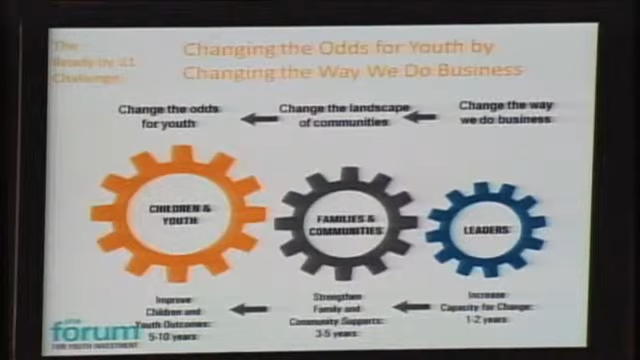 The
Ready by 21
Challenge:
Changing the Odds for Youth by
Changing the Way We Do Business
Change the odds
for youth
Change the landscape
of communities
Change the way
we do business
CHILDREN &
YOUTH
FAMILIES &
COMMUNITIES
LEADERS
Improve
Children and
Youth Outcomes:
5-10 years
Strengthen
Family and
Community Supports:
3-5 years
Increase
Capacity for Change:
1-2 years
the
forum
FOR YOUTH INVESTMENT